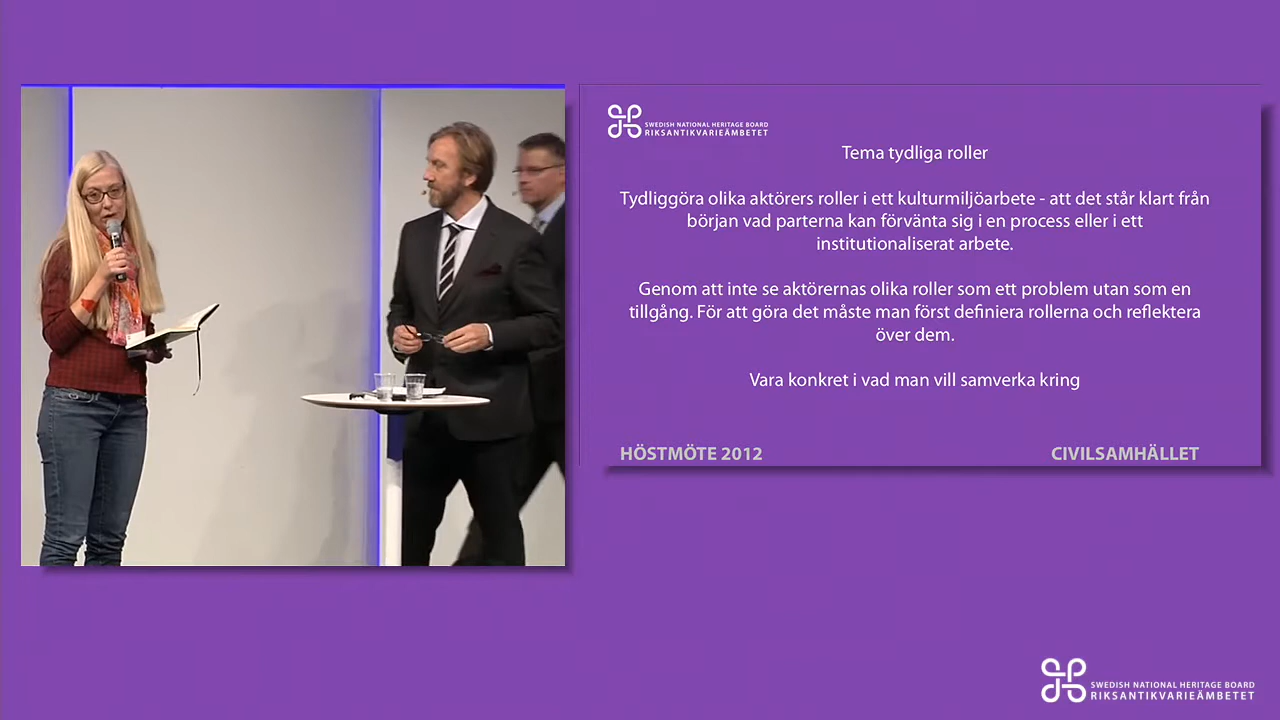 SWEDISH NATIONAL HERITAGE BOARD
RIKSANTIKVARIEÄMBETET
Tema tydliga roller
Tydliggöra olika aktörers roller i ett kulturmiljöarbete - att det står klart från
början vad parterna kan förvänta sig i en process eller i ett
institutionaliserat arbete.
Genom att inte se aktörernas olika roller som ett problem utan som en
tillgång. För att göra det måste man först definiera rollerna och reflektera
över dem.
Vara konkret i vad man vill samverka kring
HÖSTMÖTE 2012
CIVILSAMHÄLLET
SWEDISH NATIONAL HERITAGE BOARD
RIKSANTIKVARIEÄMBETET